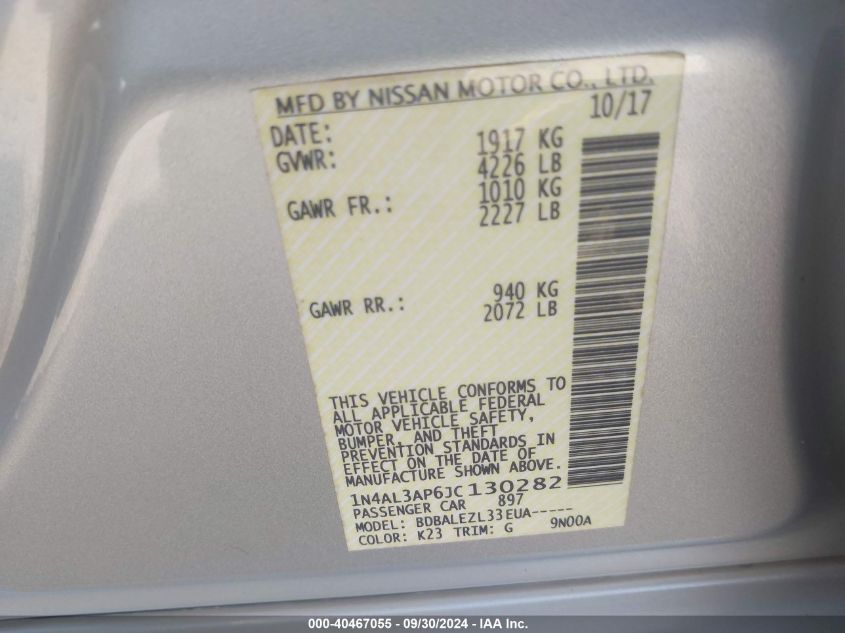 MFD BY NISSAN MOTOR CO., LTD.
DATE: 10/17
GVWR: 1917 KG
4226 LB
GAWR FR.: 1010 KG
2227 LB
GAWR RR.: 940 KG
2072 LB
THIS VEHICLE CONFORMS TO
ALL APPLICABLE FEDERAL
MOTOR VEHICLE SAFETY,
BUMPER, AND THEFT
PREVENTION STANDARDS IN
EFFECT ON THE DATE OF
MANUFACTURE SHOWN ABOVE.
1N4AL3AP6JC130282
PASSENGER CAR 897
MODEL: BDBALEZL33EUA-----
COLOR: K23 TRIM: G 9N00A
000-40467055 — 09/30/2024 - IAA Inc.